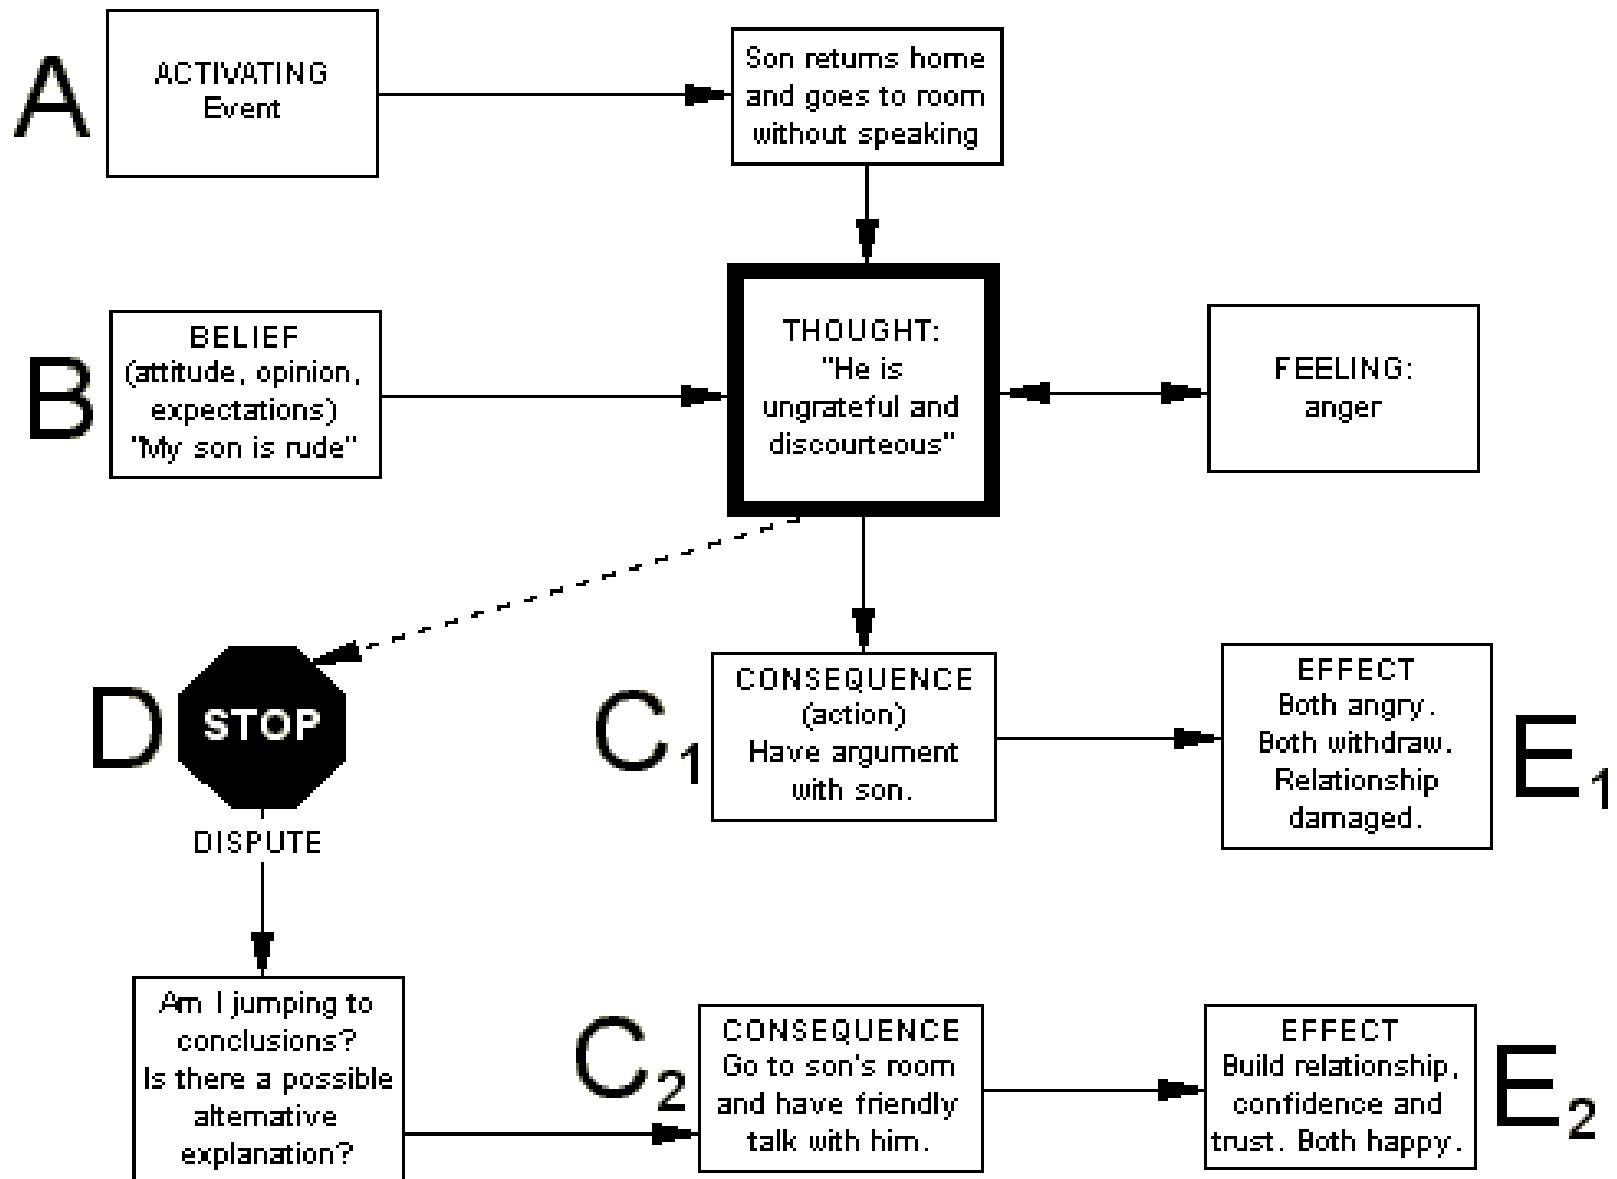 A
ACTIVATING
Event
Son returns home
and goes to room
without speaking
B
BELIEF
(attitude, opinion,
expectations)
"My son is rude"
THOUGHT:
"He is
ungrateful and
discourteous"
FEELING:
anger
D
STOP
DISPUTE
C1
CONSEQUENCE
(action)
Have argument
with son.
EFFECT
Both angry.
Both withdraw.
Relationship
damaged.
E1
Am I jumping to
conclusions?
Is there a possible
alternative
explanation?
C2
CONSEQUENCE
Go to son's room
and have friendly
talk with him.
EFFECT
Build relationship,
confidence and
trust. Both happy.
E2